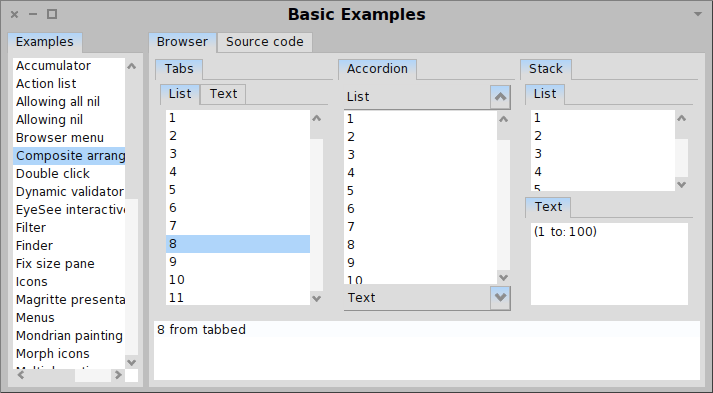 Basic Examples
Examples
Accumulator
Action list
Allowing all nil
Allowing nil
Browser menu
Composite arrang
Double click
Dynamic validator
EyeSee interactive
Filter
Finder
Fix size pane
Icons
Magritte presenta
Menus
Mondrian painting
Morph icons
Browser Source code
Tabs
List Text
1
2
3
4
5
6
7
8
9
10
11
Accordion
List
1
2
3
4
5
6
7
8
9
10
Text
Stack
List
1
2
3
4
5
Text
(1 to: 100)
8 from tabbed